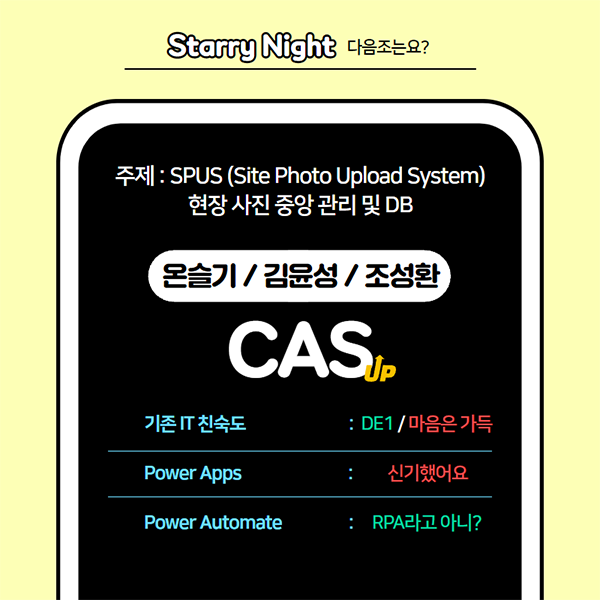 Starry Night 다음조는요?
주제 : SPUS (Site Photo Upload System)
현장 사진 중앙 관리 및 DB
온슬기 / 김윤성 / 조성환
CAS UP
기존 IT 친숙도 : DE1 / 마음은 가득
Power Apps : 신기했어요
Power Automate : RPA라고 아니?